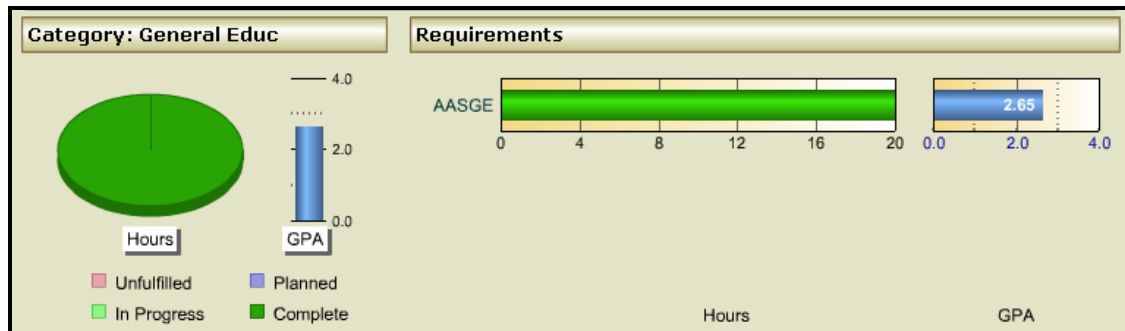 Category: General Educ
4.0
2.0
0.0
Hours
GPA
Unfulfilled
Planned
In Progress
Complete
Requirements
AASGE
2.65
0 4 8 12 16 20
0.0 2.0 4.0
Hours
GPA